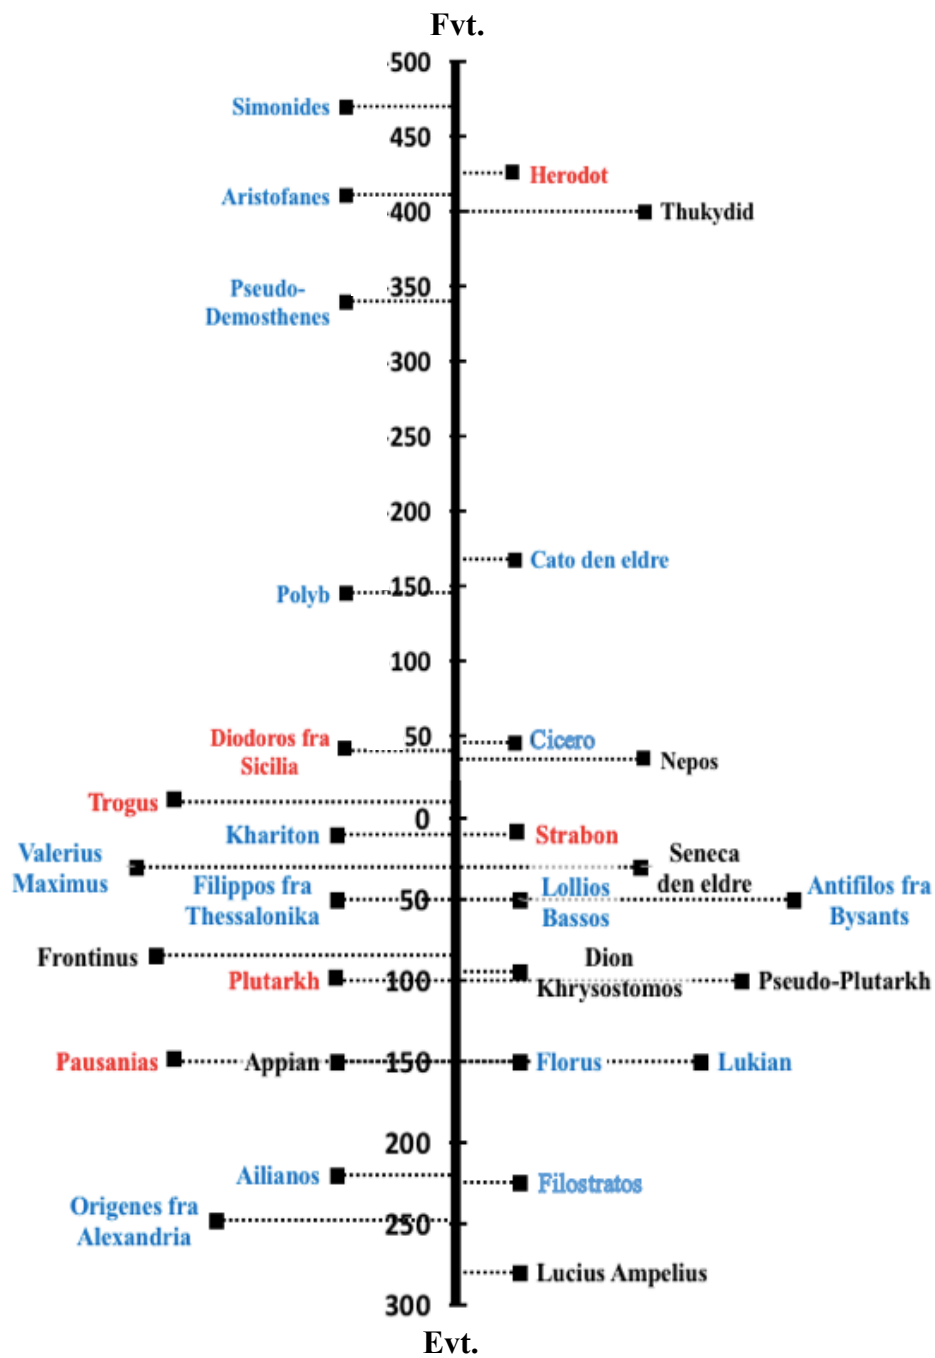 Fvt.
500
Simonides
450
Herodot
Aristofanes
400
Thukydid
Pseudo-
Demosthenes
350
300
250
200
Cato den eldre
150
Polyb
100
Diodoros fra
Sicilia
50
Cicero
Nepos
Trogus
0
Khariton
Strabon
Valerius
Maximus
Seneca
den eldre
Filippos fra
Thessalonika
50
Lollios
Bassos
Antifilos fra
Bysants
Frontinus
Dion
Khrysostomos
Plutarkh
100
Pseudo-Plutarkh
Pausanias
Appian
150
Florus
Lukian
200
Ailianos
Filostratos
Origenes fra
Alexandria
250
Lucius Ampelius
300
Evt.